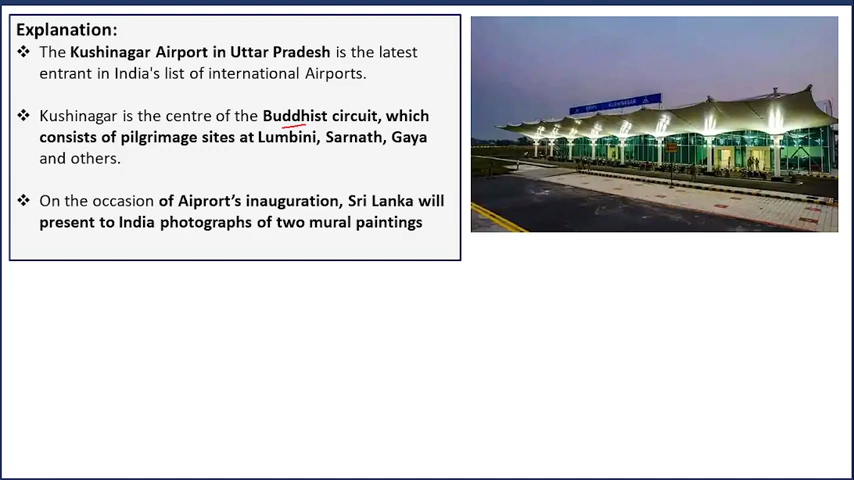 Explanation:
❖ The Kushinagar Airport in Uttar Pradesh is the latest
entrant in India's list of international Airports.
❖ Kushinagar is the centre of the Buddhist circuit, which
consists of pilgrimage sites at Lumbini, Sarnath, Gaya
and others.
❖ On the occasion of Aiprort’s inauguration, Sri Lanka will
present to India photographs of two mural paintings